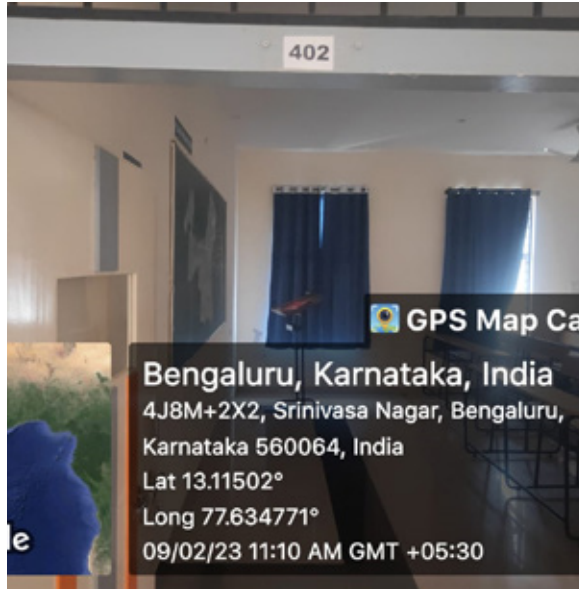 402
GPS Map Ca
Bengaluru, Karnataka, India
4J8M+2X2, Srinivasa Nagar, Bengaluru,
Karnataka 560064, India
Lat 13.11502°
Long 77.634771°
09/02/23 11:10 AM GMT +05:30
le